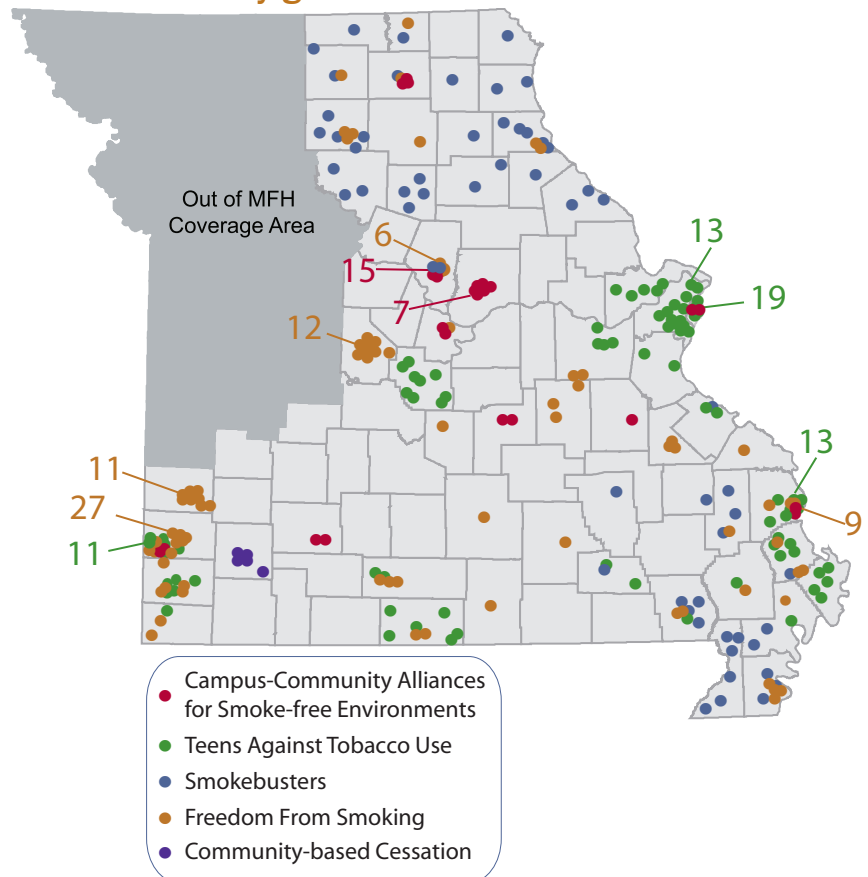 Out of MFH
Coverage Area
6
15
7
12
13
19
11
27
11
13
9
Campus-Community Alliances
for Smoke-free Environments
Teens Against Tobacco Use
Smokebusters
Freedom From Smoking
Community-based Cessation